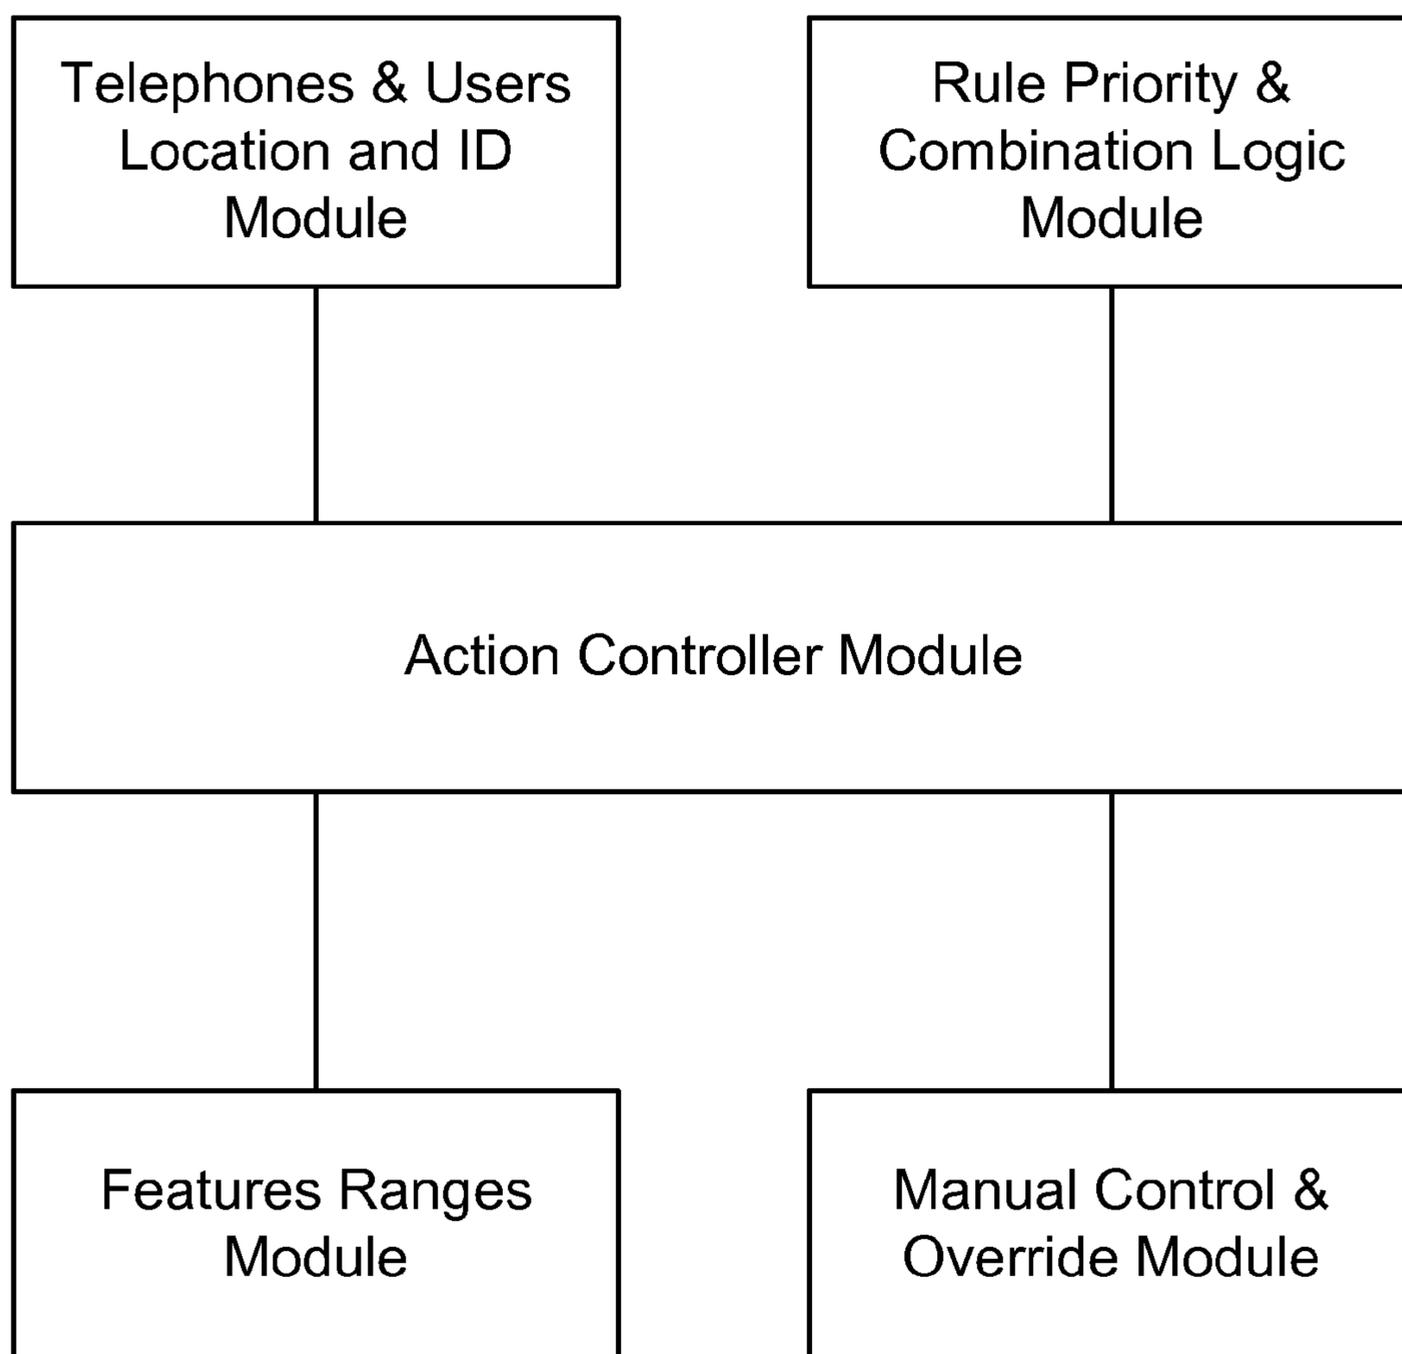 Telephones & Users
Location and ID
Module
Rule Priority &
Combination Logic
Module
Action Controller Module
Features Ranges
Module
Manual Control &
Override Module